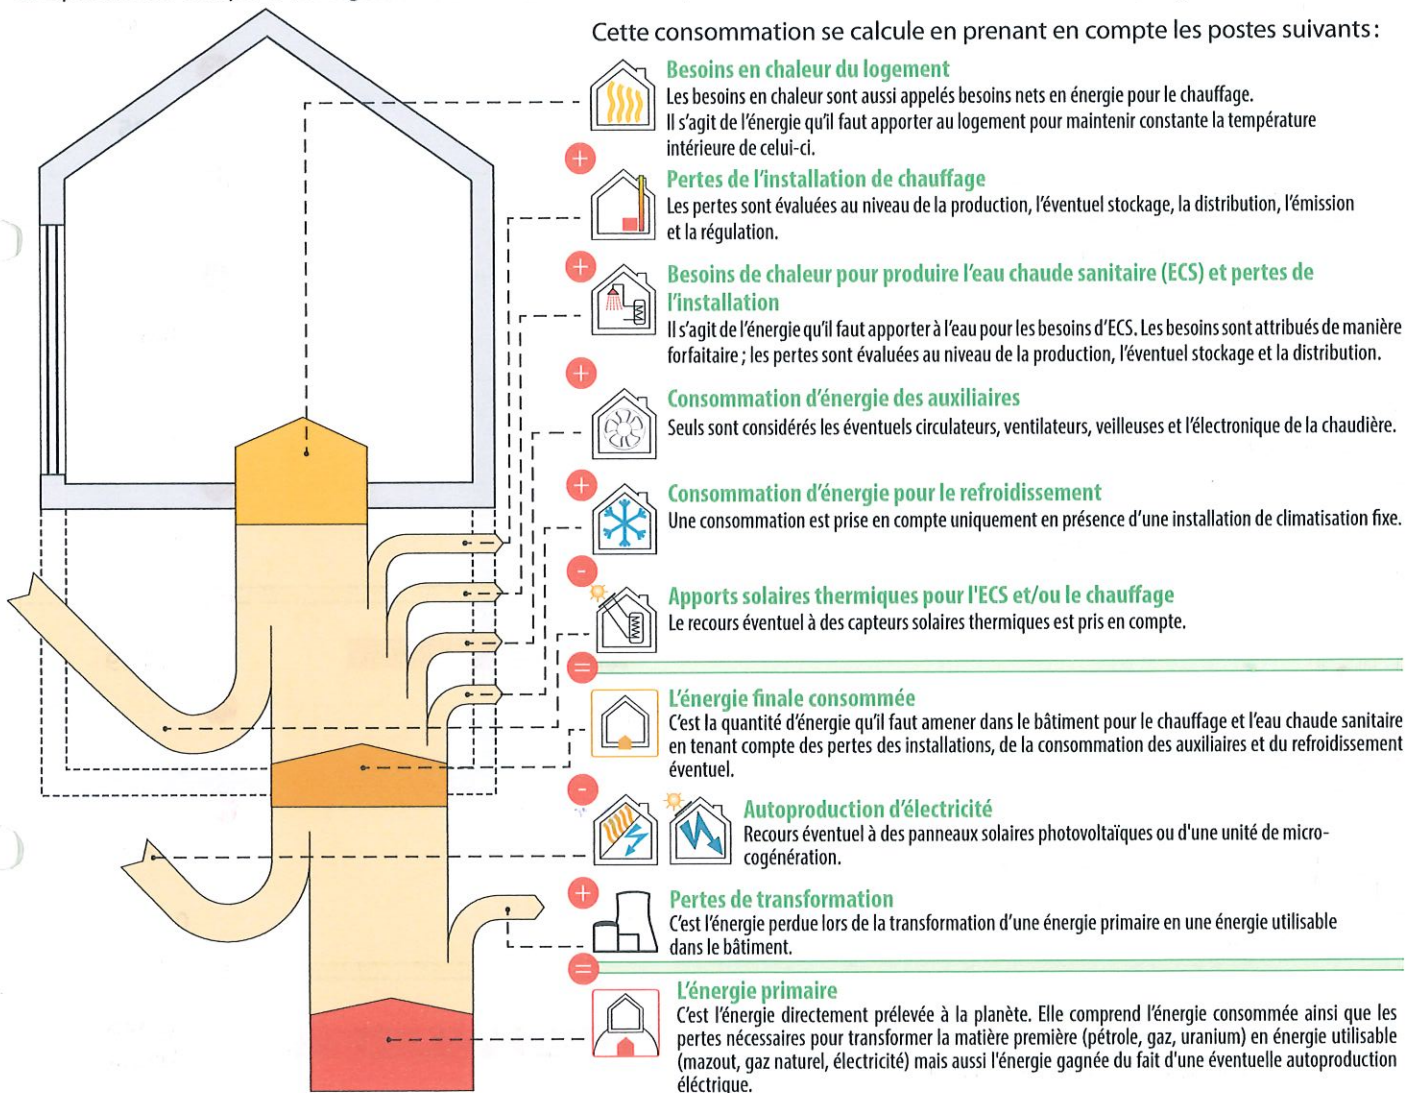 Cette consommation se calcule en prenant en compte les postes suivants :
Besoins en chaleur du logement
Les besoins en chaleur sont aussi appelés besoins nets en énergie pour le chauffage.
Il s'agit de l'énergie qu'il faut apporter au logement pour maintenir constante la température
intérieure de celui-ci.
+
Pertes de l'installation de chauffage
Les pertes sont évaluées au niveau de la production, l'éventuel stockage, la distribution, l'émission
et la régulation.
+
Besoins de chaleur pour produire l'eau chaude sanitaire (ECS) et pertes de
l'installation
Il s'agit de l'énergie qu'il faut apporter à l'eau pour les besoins d'ECS. Les besoins sont attribués de manière
forfaitaire ; les pertes sont évaluées au niveau de la production, l'éventuel stockage et la distribution.
+
Consommation d'énergie des auxiliaires
Seuls sont considérés les éventuels circulateurs, ventilateurs, veilleuses et l'électronique de la chaudière.
+
Consommation d'énergie pour le refroidissement
Une consommation est prise en compte uniquement en présence d'une installation de climatisation fixe.
-
Apports solaires thermiques pour l'ECS et/ou le chauffage
Le recours éventuel à des capteurs solaires thermiques est pris en compte.
=
L'énergie finale consommée
C'est la quantité d'énergie qu'il faut amener dans le bâtiment pour le chauffage et l'eau chaude sanitaire
en tenant compte des pertes des installations, de la consommation des auxiliaires et du refroidissement
éventuel.
-
Autoproduction d'électricité
Recours éventuel à des panneaux solaires photovoltaïques ou d'une unité de micro-
cogénération.
+
Pertes de transformation
C'est l'énergie perdue lors de la transformation d'une énergie primaire en une énergie utilisable
dans le bâtiment.
=
L'énergie primaire
C'est l'énergie directement prélevée à la planète. Elle comprend l'énergie consommée ainsi que les
pertes nécessaires pour transformer la matière première (pétrole, gaz, uranium) en énergie utilisable
(mazout, gaz naturel, électricité) mais aussi l'énergie gagnée du fait d'une éventuelle autoproduction
éléctrique.